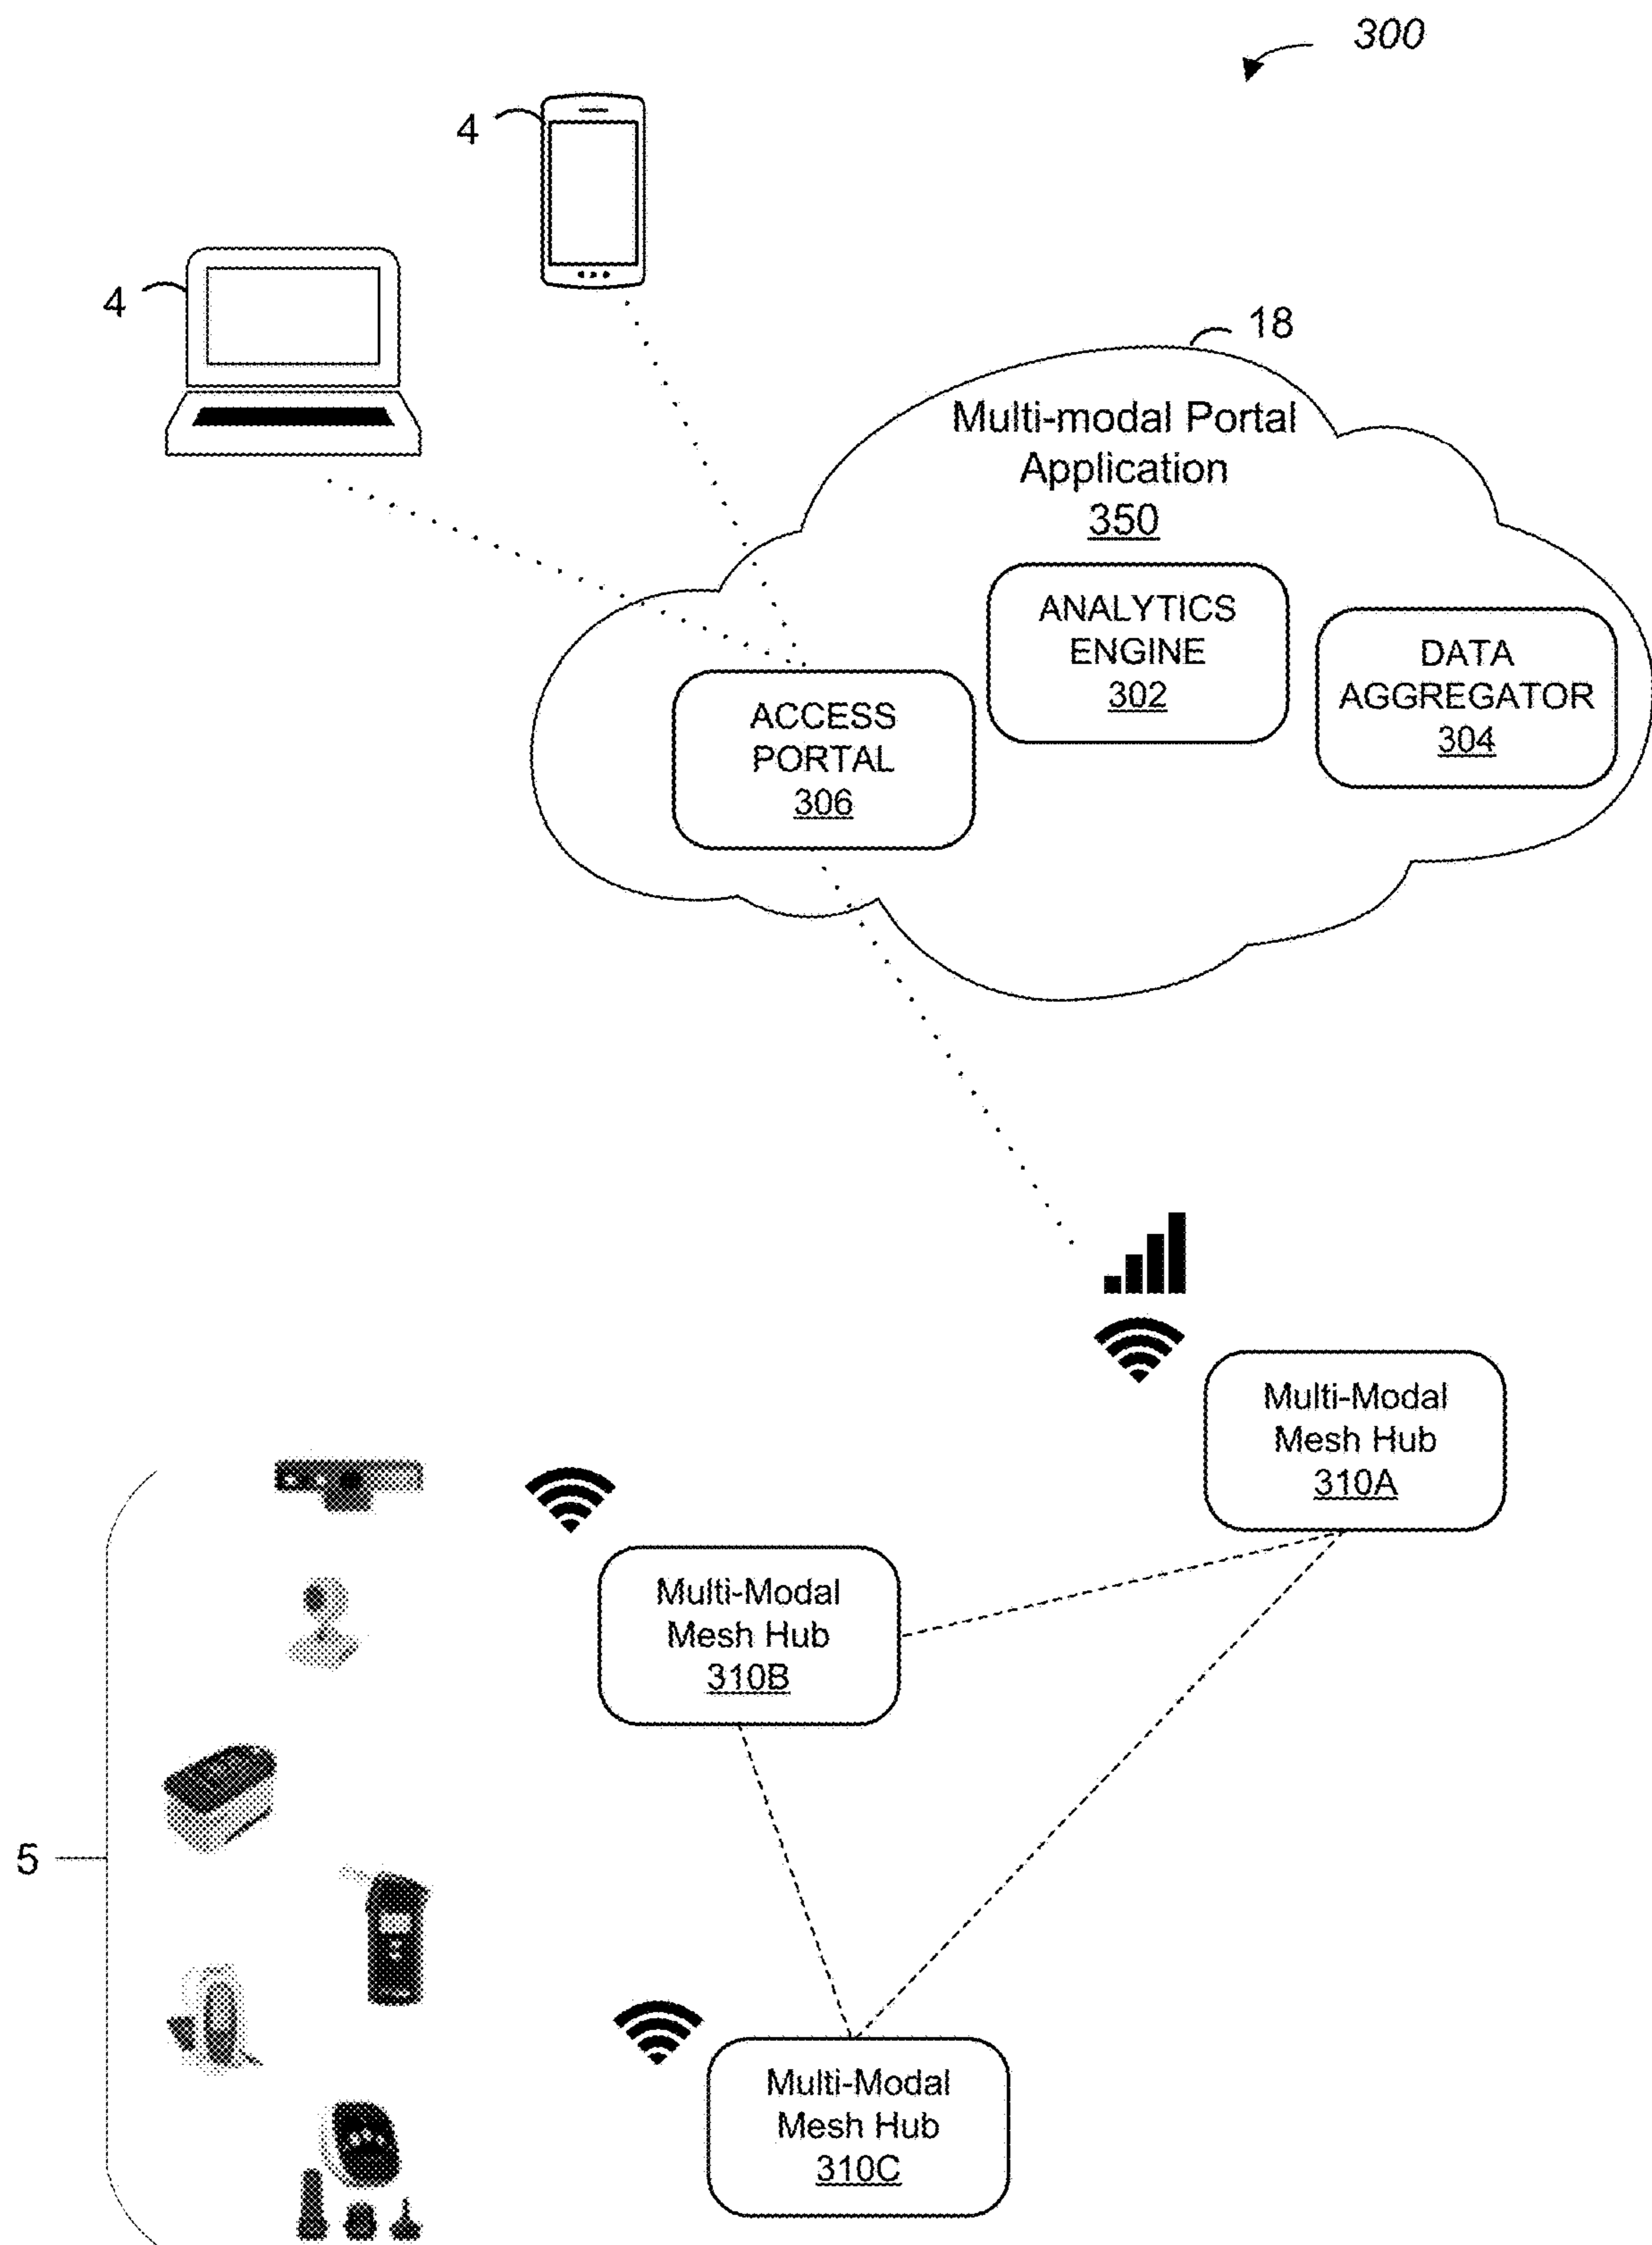 300
4
4
18
Multi-modal Portal
Application
350
ANALYTICS
ENGINE
302
DATA
AGGREGATOR
304
ACCESS
PORTAL
306
Multi-Modal
Mesh Hub
310A
Multi-Modal
Mesh Hub
310B
5
Multi-Modal
Mesh Hub
310C